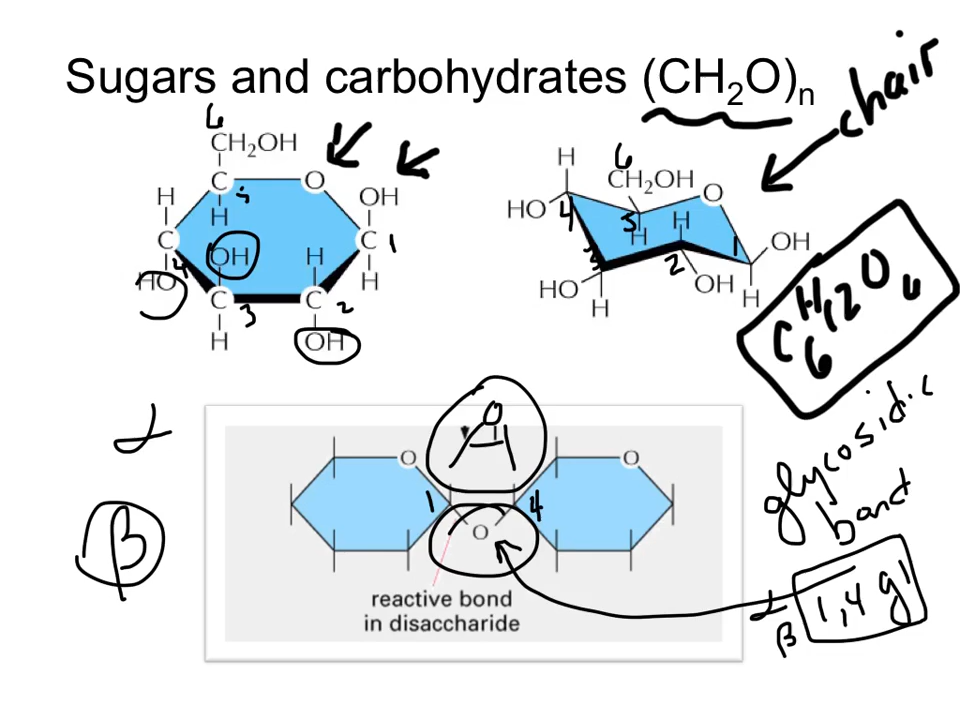 Sugars and carbohydrates (CH2O)n
chair
6
CH2OH
C
5
O
H
H
OH
C
1
C
4
OH
H
H
HO
C
3
C
2
H
OH
H
6
CH2OH
O
HO
4
5
H
H
1
OH
3
2
HO
H
OH
H
C6H12O6
glycosidic
bond
α
β
O
O
1
4
O
O
reactive bond
in disaccharide
α
β
1,4 gl